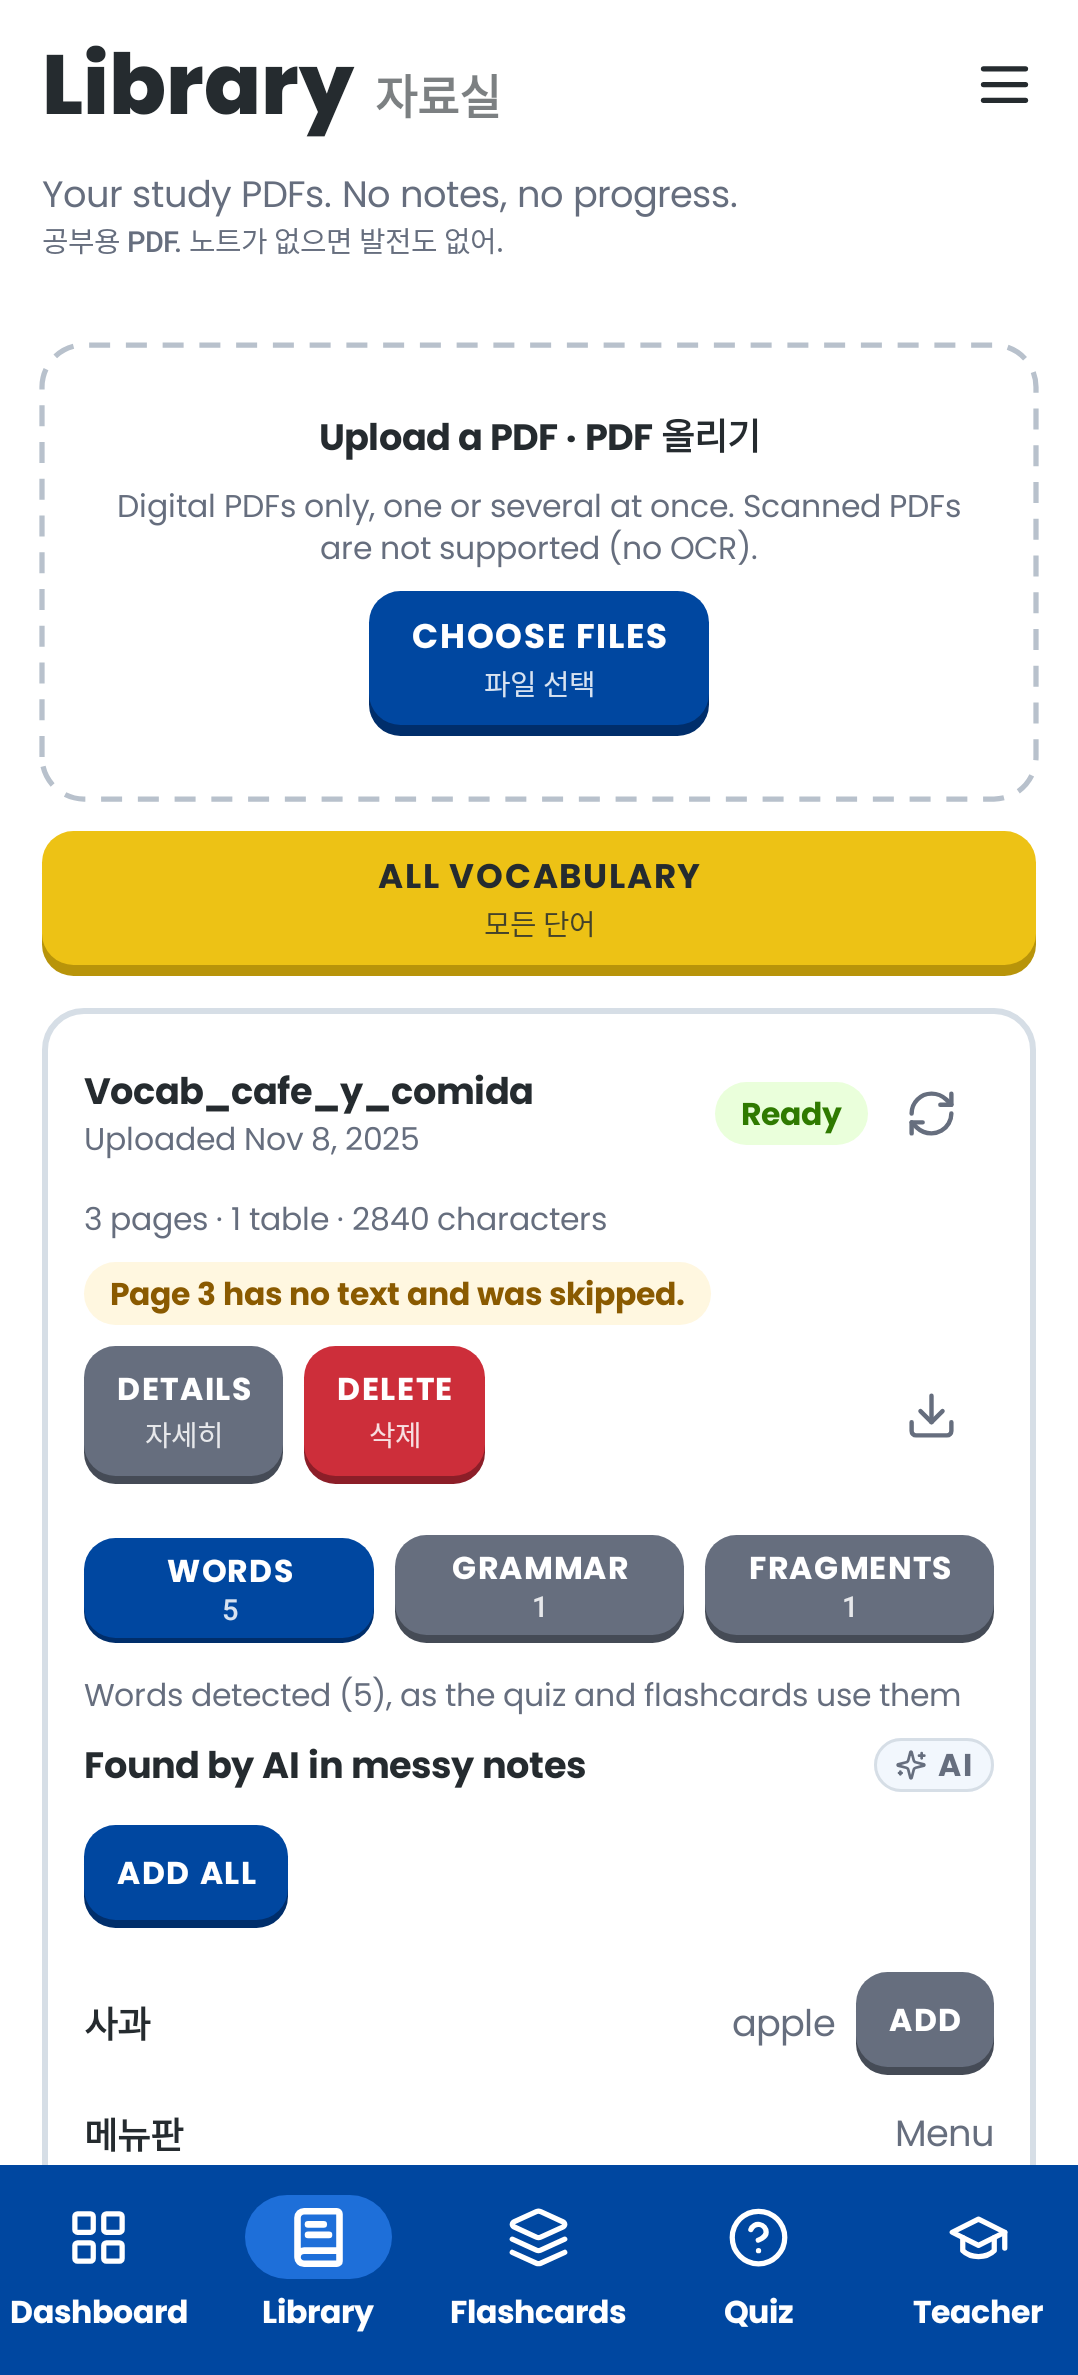 Library 자료실
Your study PDFs. No notes, no progress.
공부용 PDF. 노트가 없으면 발전도 없어.
Upload a PDF · PDF 올리기
Digital PDFs only, one or several at once. Scanned PDFs
are not supported (no OCR).
CHOOSE FILES
파일 선택
ALL VOCABULARY
모든 단어
Vocab_cafe_y_comida
Ready
Uploaded Nov 8, 2025
3 pages · 1 table · 2840 characters
Page 3 has no text and was skipped.
DETAILS
자세히
DELETE
삭제
WORDS
5
GRAMMAR
1
FRAGMENTS
1
Words detected (5), as the quiz and flashcards use them
Found by AI in messy notes
AI
ADD ALL
사과 apple ADD
메뉴판 Menu
Dashboard
Library
Flashcards
Quiz
Teacher